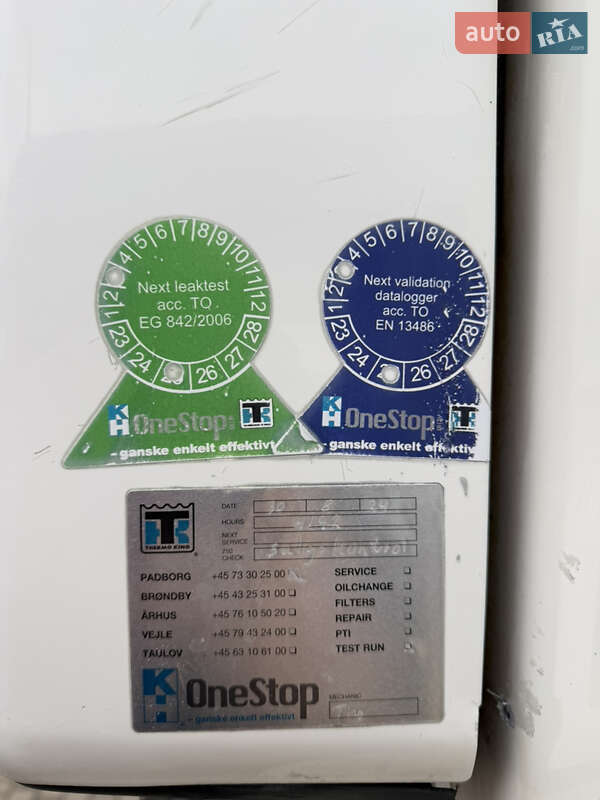 auto RIA
.com
1 2 4 5 6 7 8 9 10 11 12
Next leaktest
acc. TO
EG 842/2006
23 24 26 27 28
KH OneStop
TK
- ganske enkelt effektivt
1 2 4 5 6 7 8 9 10 11 12
Next validation
datalogger
acc. TO
EN 13486
23 24 26 27 28
KH OneStop
TK
- ganske enkelt effektivt
TK
THERMO KING
DATE
HOURS
NEXT
SERVICE
750
CHECK
PADBORG +45 73 30 25 00
BRØNDBY +45 43 25 31 00
ÅRHUS +45 76 10 50 20
VEJLE +45 79 43 24 00
TAULOV +45 63 10 61 00
SERVICE
OILCHANGE
FILTERS
REPAIR
PTI
TEST RUN
KH OneStop
- ganske enkelt effektivt
MECHANIC